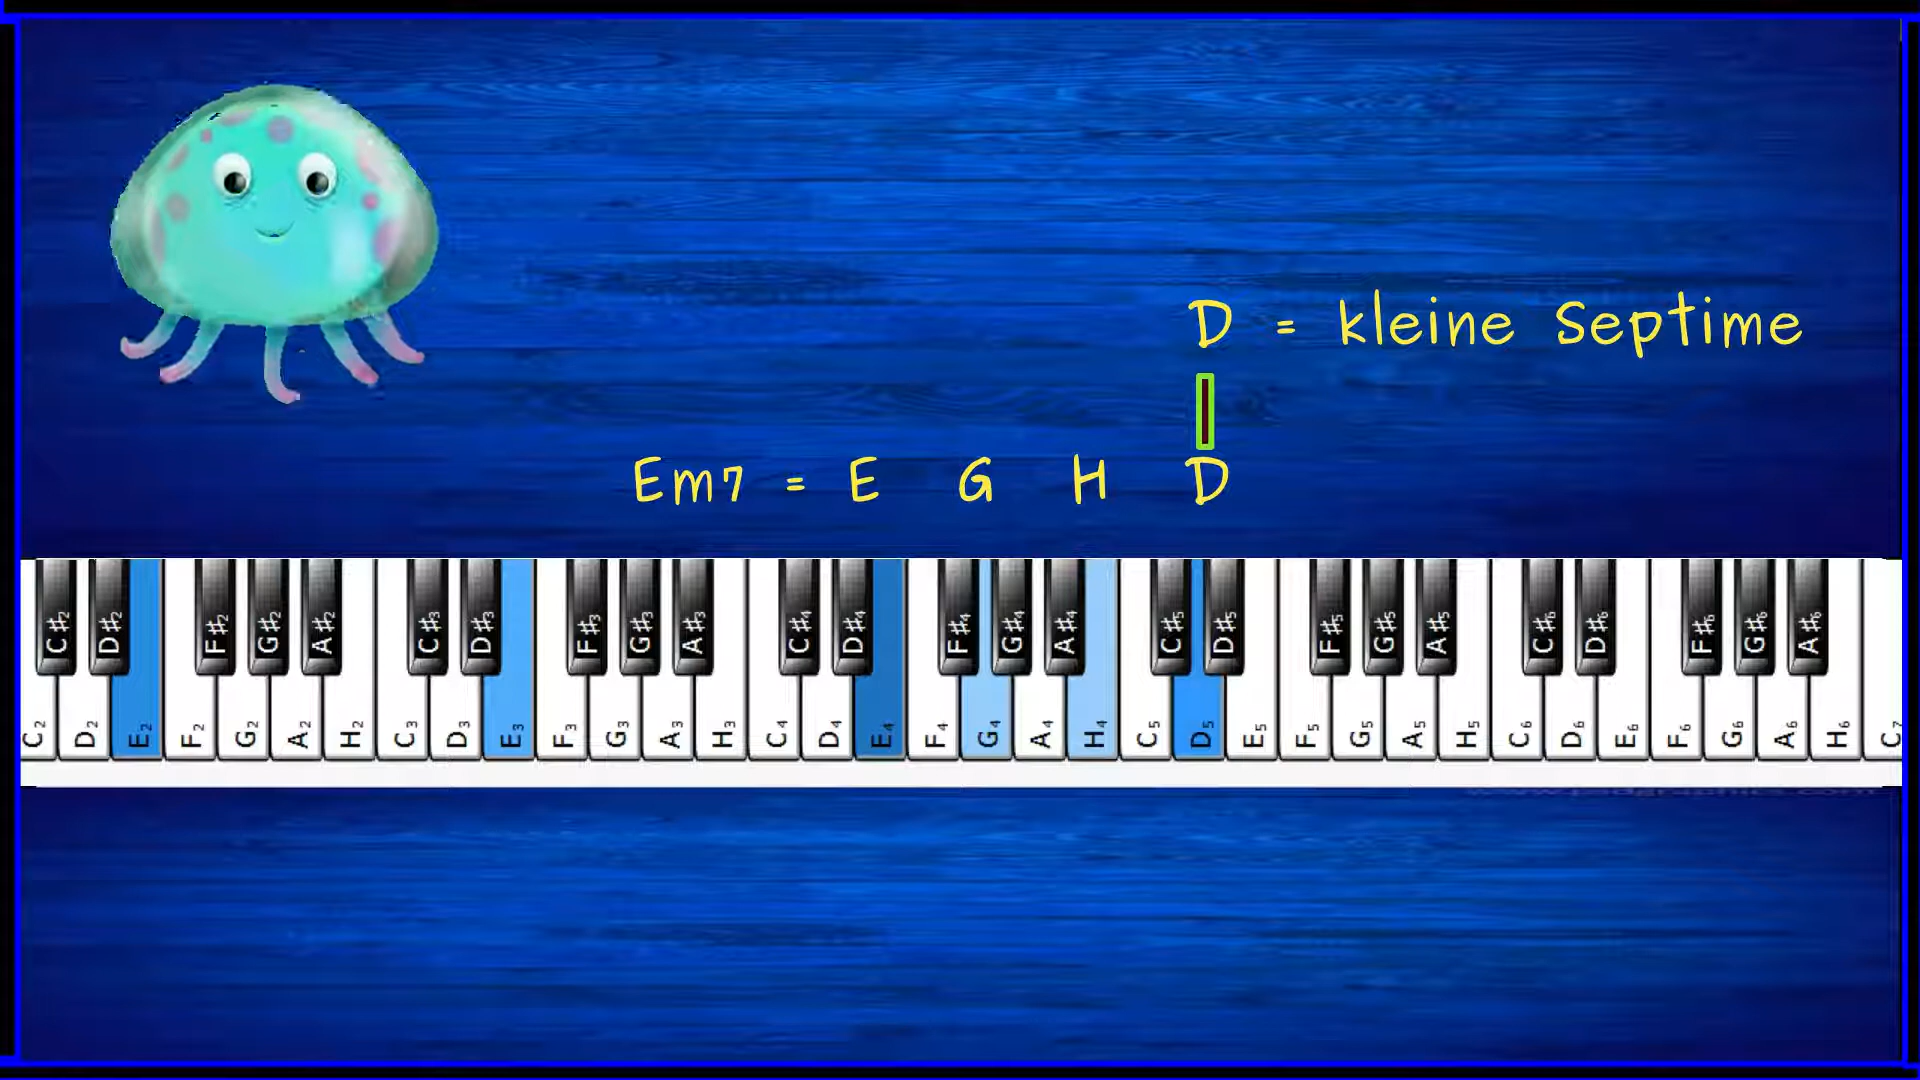 D = kleine Septime
Em7 = E G H D
C#2 D#2 F#2 G#2 A#2 C#3 D#3 F#3 G#3 A#3 C#4 D#4 F#4 G#4 A#4 C#5 D#5 F#5 G#5 A#5 C#6 D#6 F#6 G#6 A#6
C2 D2 E2 F2 G2 A2 H2 C3 D3 E3 F3 G3 A3 H3 C4 D4 E4 F4 G4 A4 H4 C5 D5 E5 F5 G5 A5 H5 C6 D6 E6 F6 G6 A6 H6 C7